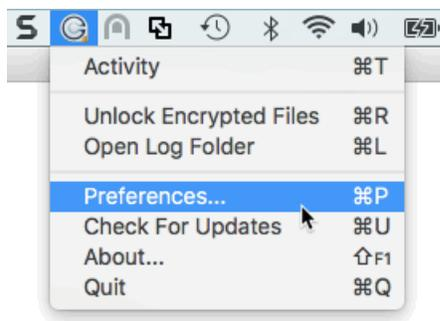 Activity ⌘T
Unlock Encrypted Files ⌘R
Open Log Folder ⌘L
Preferences... ⌘P
Check For Updates ⌘U
About... ⇧F1
Quit ⌘Q